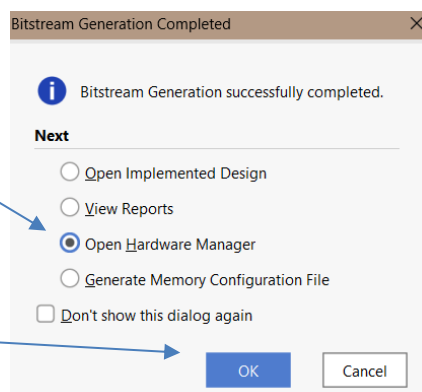 Bitstream Generation Completed
Bitstream Generation successfully completed.
Next
Open Implemented Design
View Reports
Open Hardware Manager
Generate Memory Configuration File
Don't show this dialog again
OK Cancel